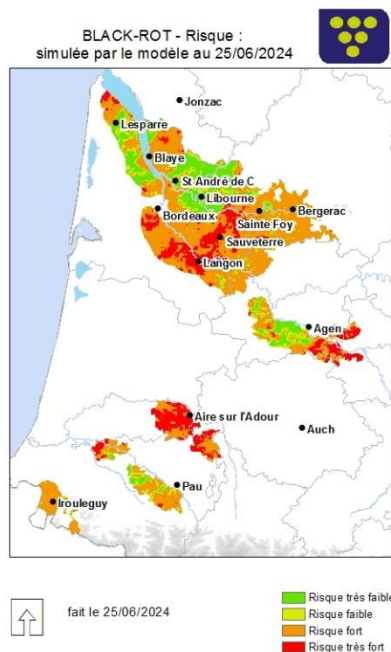 BLACK-ROT - Risque :
simulée par le modèle au 25/06/2024
Jonzac
Lesparre
Blaye
St André de C
Libourne
Bordeaux
Bergerac
Sainte Foy
Sauveterre
Langon
Agen
Aire sur l'Adour
Auch
Pau
Irouleguy
fait le 25/06/2024
Risque très faible
Risque faible
Risque fort
Risque très fort